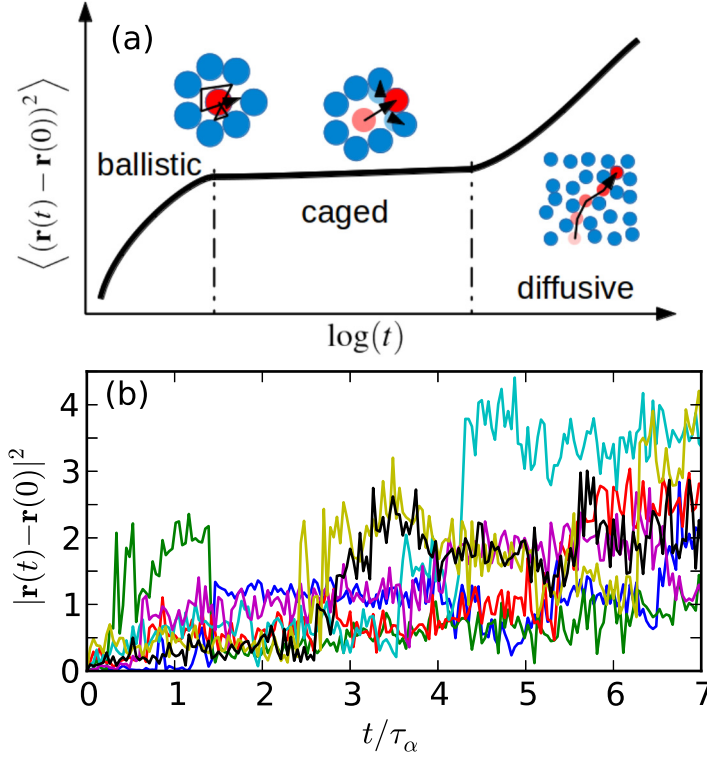 (a)
⟨(r(t) − r(0))²⟩
ballistic
caged
diffusive
log(t)
(b)
|r(t)−r(0)|²
4
3
2
1
0
0 1 2 3 4 5 6 7
t/τα